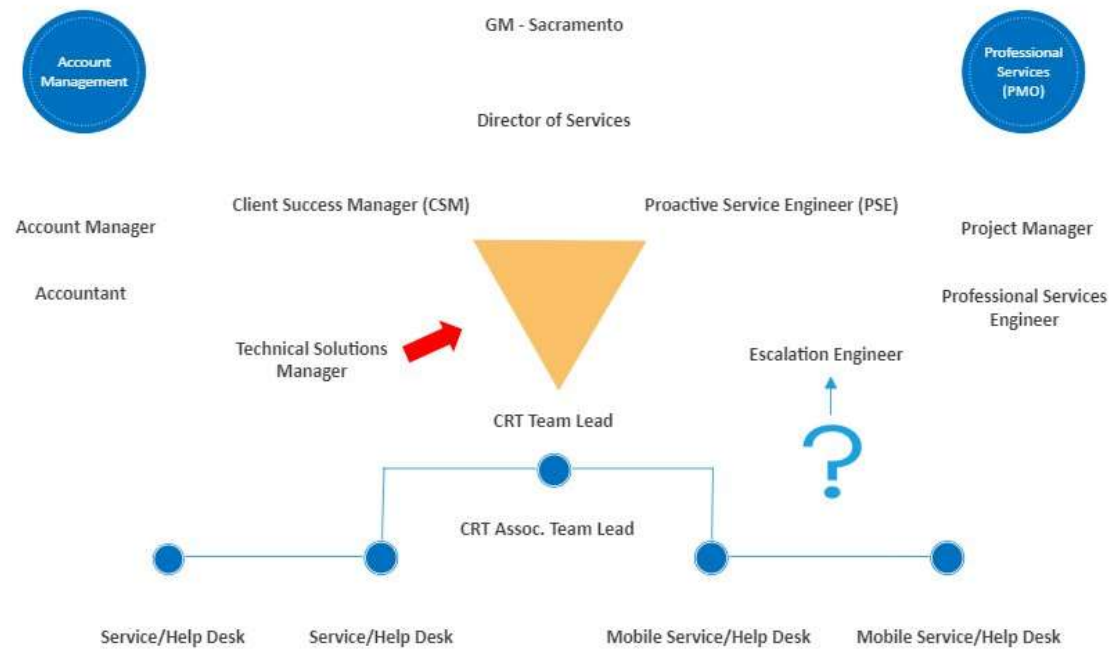 GM - Sacramento
Account
Management
Professional
Services
(PMO)
Director of Services
Client Success Manager (CSM)
Proactive Service Engineer (PSE)
Account Manager
Project Manager
Accountant
Professional Services
Engineer
Technical Solutions
Manager
Escalation Engineer
CRT Team Lead
?
CRT Assoc. Team Lead
Service/Help Desk
Service/Help Desk
Mobile Service/Help Desk
Mobile Service/Help Desk